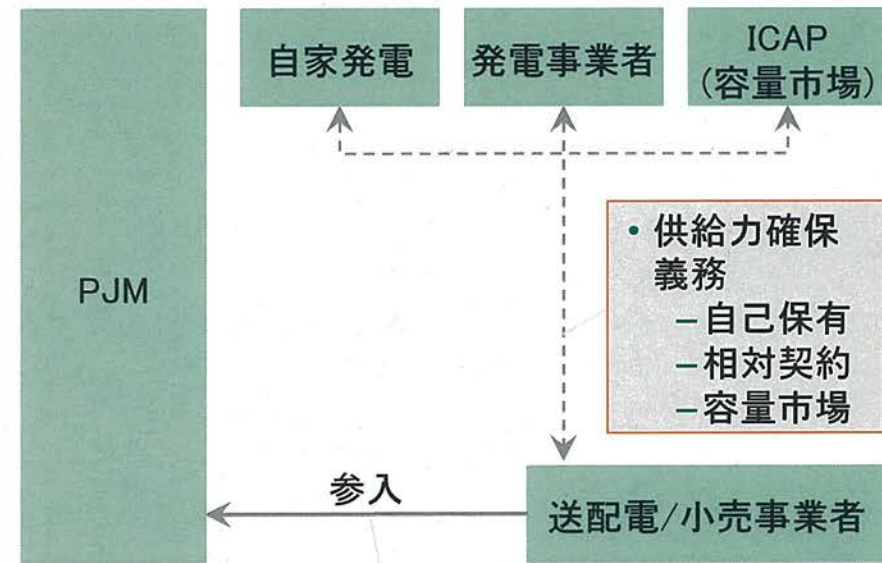 自家発電
発電事業者
ICAP
(容量市場)
PJM
• 供給力確保
義務
–自己保有
–相対契約
–容量市場
参入
送配電/小売事業者